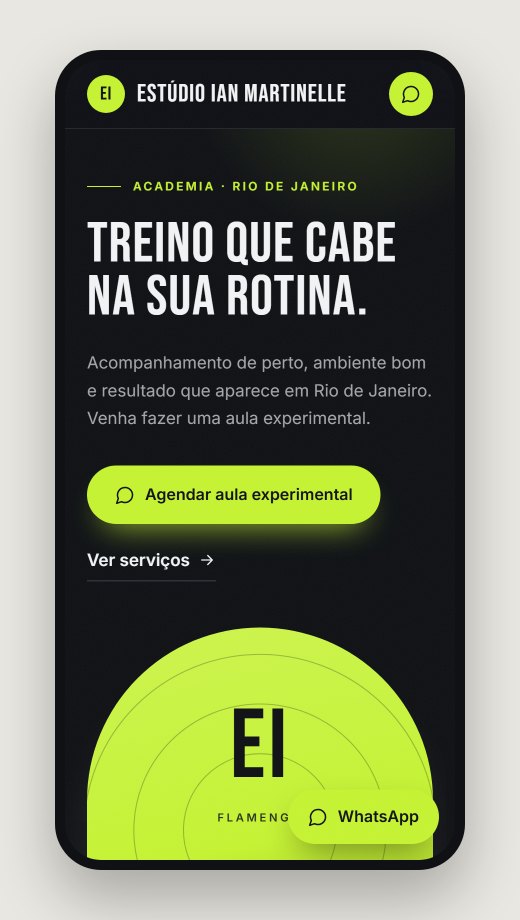 EI ESTÚDIO IAN MARTINELLE
ACADEMIA · RIO DE JANEIRO
TREINO QUE CABE
NA SUA ROTINA.
Acompanhamento de perto, ambiente bom
e resultado que aparece em Rio de Janeiro.
Venha fazer uma aula experimental.
Agendar aula experimental
Ver serviços →
EI
FLAMENG
WhatsApp